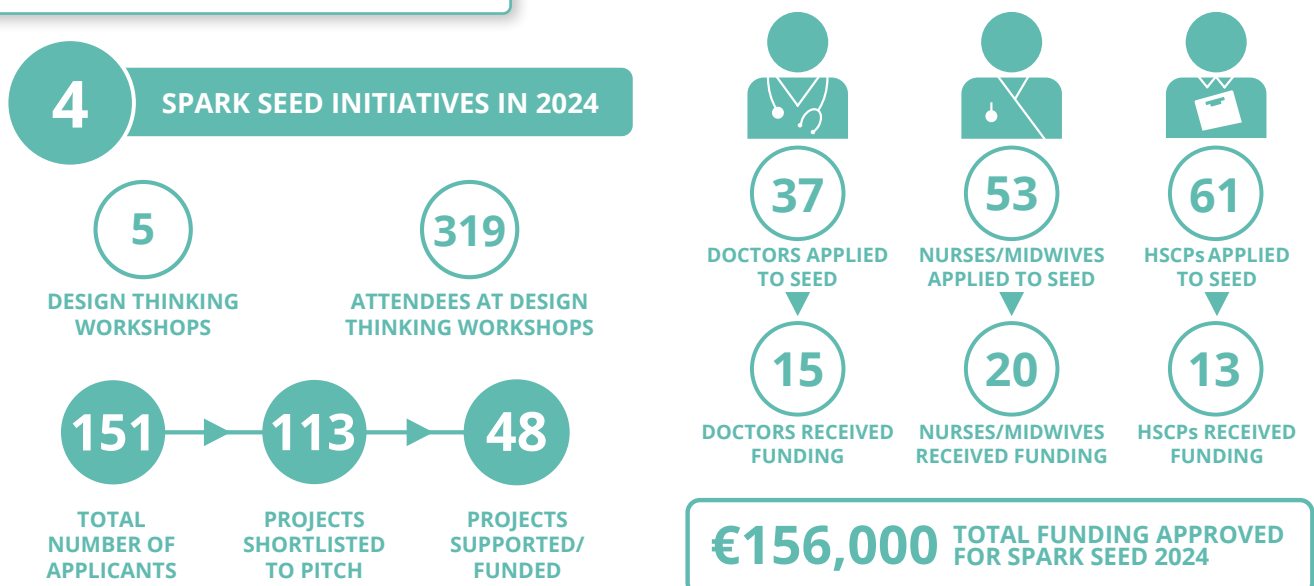 4
SPARK SEED INITIATIVES IN 2024
5
DESIGN THINKING
WORKSHOPS
319
ATTENDEES AT DESIGN
THINKING WORKSHOPS
151
TOTAL
NUMBER OF
APPLICANTS
113
PROJECTS
SHORTLISTED
TO PITCH
48
PROJECTS
SUPPORTED/
FUNDED
37
DOCTORS APPLIED
TO SEED
53
NURSES/MIDWIVES
APPLIED TO SEED
61
HSCPs APPLIED
TO SEED
15
DOCTORS RECEIVED
FUNDING
20
NURSES/MIDWIVES
RECEIVED FUNDING
13
HSCPs RECEIVED
FUNDING
€156,000
TOTAL FUNDING APPROVED
FOR SPARK SEED 2024